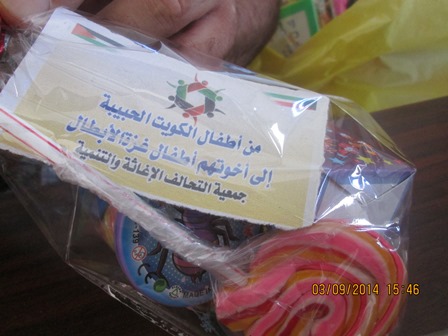 من أطفال الكويت الحبيبة
إلى أخوتهم أطفال غزة الأبطال
جمعية التحالف الإغاثة والتنمية
03/09/2014 15:46